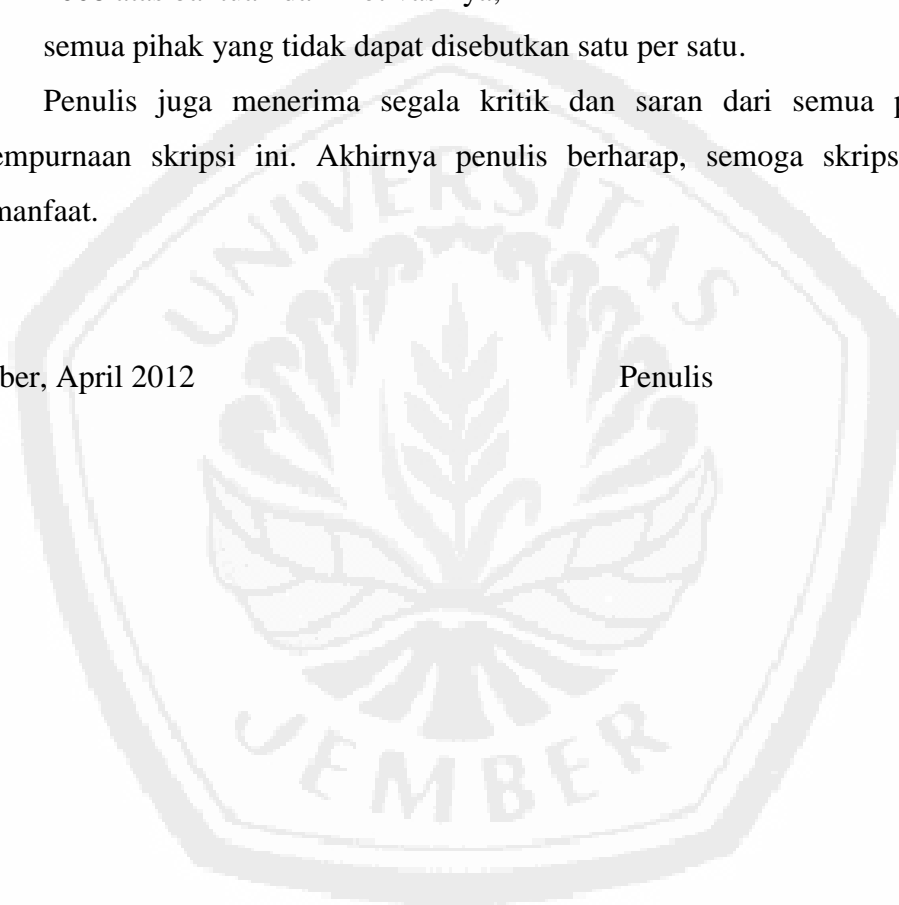 semua pihak yang tidak dapat disebutkan satu per satu.
Penulis juga menerima segala kritik dan saran dari semua
empurnaan skripsi ini. Akhirnya penulis berharap, semoga skrips
manfaat.
ber, April 2012 Penulis
UNIVERSITAS
JEMBER